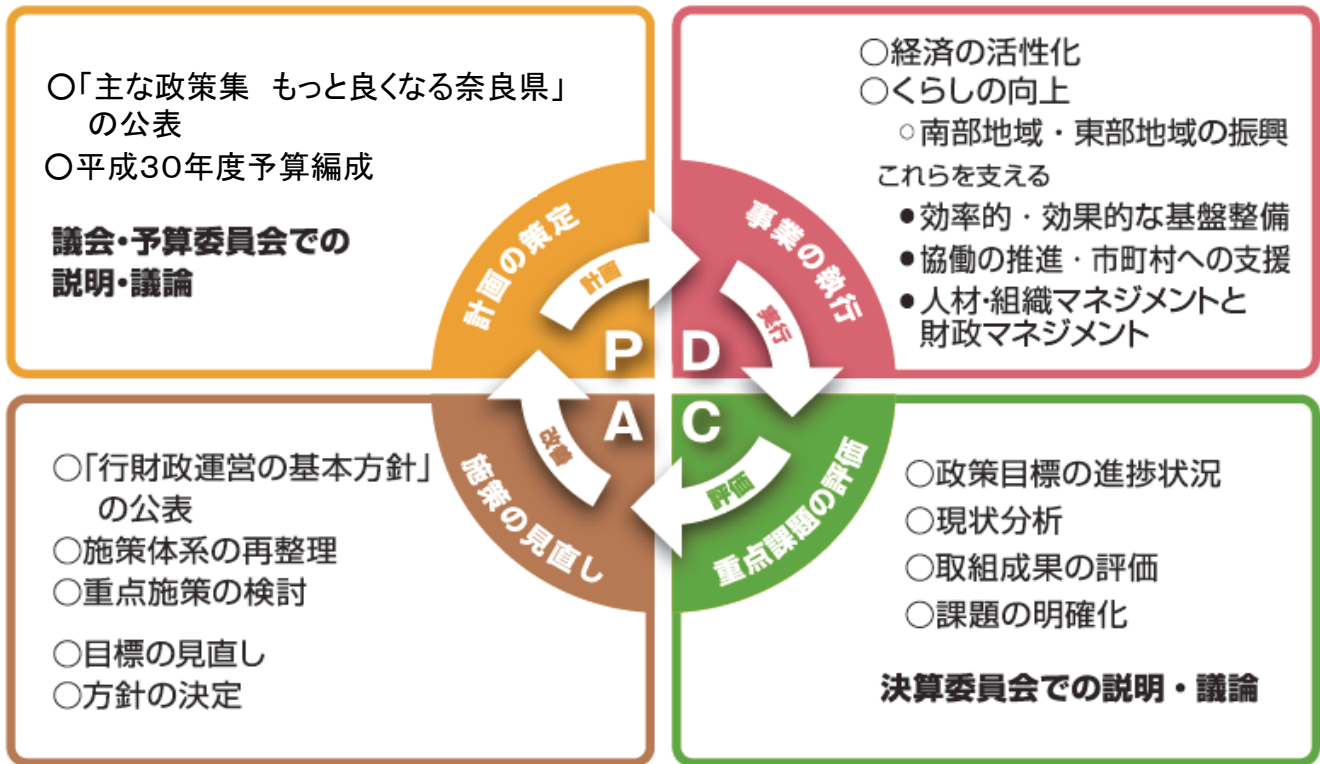 ○「主な政策集　もっと良くなる奈良県」
の公表
○平成30年度予算編成
議会・予算委員会での
説明・議論
計画の策定
計画
P
○経済の活性化
○くらしの向上
○南部地域・東部地域の振興
これらを支える
●効率的・効果的な基盤整備
●協働の推進・市町村への支援
●人材・組織マネジメントと
財政マネジメント
事業の執行
実行
D
○政策目標の進捗状況
○現状分析
○取組成果の評価
○課題の明確化
決算委員会での説明・議論
重点課題の評価
評価
C
○「行財政運営の基本方針」
の公表
○施策体系の再整理
○重点施策の検討
○目標の見直し
○方針の決定
施策の見直し
改善
A